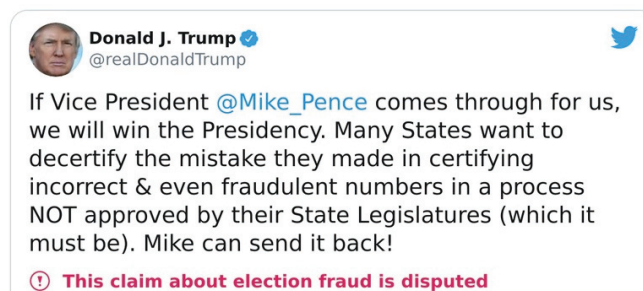 Donald J. Trump
@realDonaldTrump
If Vice President @Mike_Pence comes through for us,
we will win the Presidency. Many States want to
decertify the mistake they made in certifying
incorrect & even fraudulent numbers in a process
NOT approved by their State Legislatures (which it
must be). Mike can send it back!
This claim about election fraud is disputed